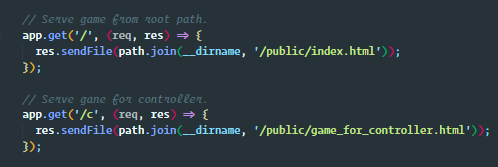 // Serve game from root path.
app.get('/', (req, res) => {
  res.sendFile(path.join(__dirname, '/public/index.html'));
});
// Serve game for controller.
app.get('/c', (req, res) => {
  res.sendFile(path.join(__dirname, '/public/game_for_controller.html'));
});